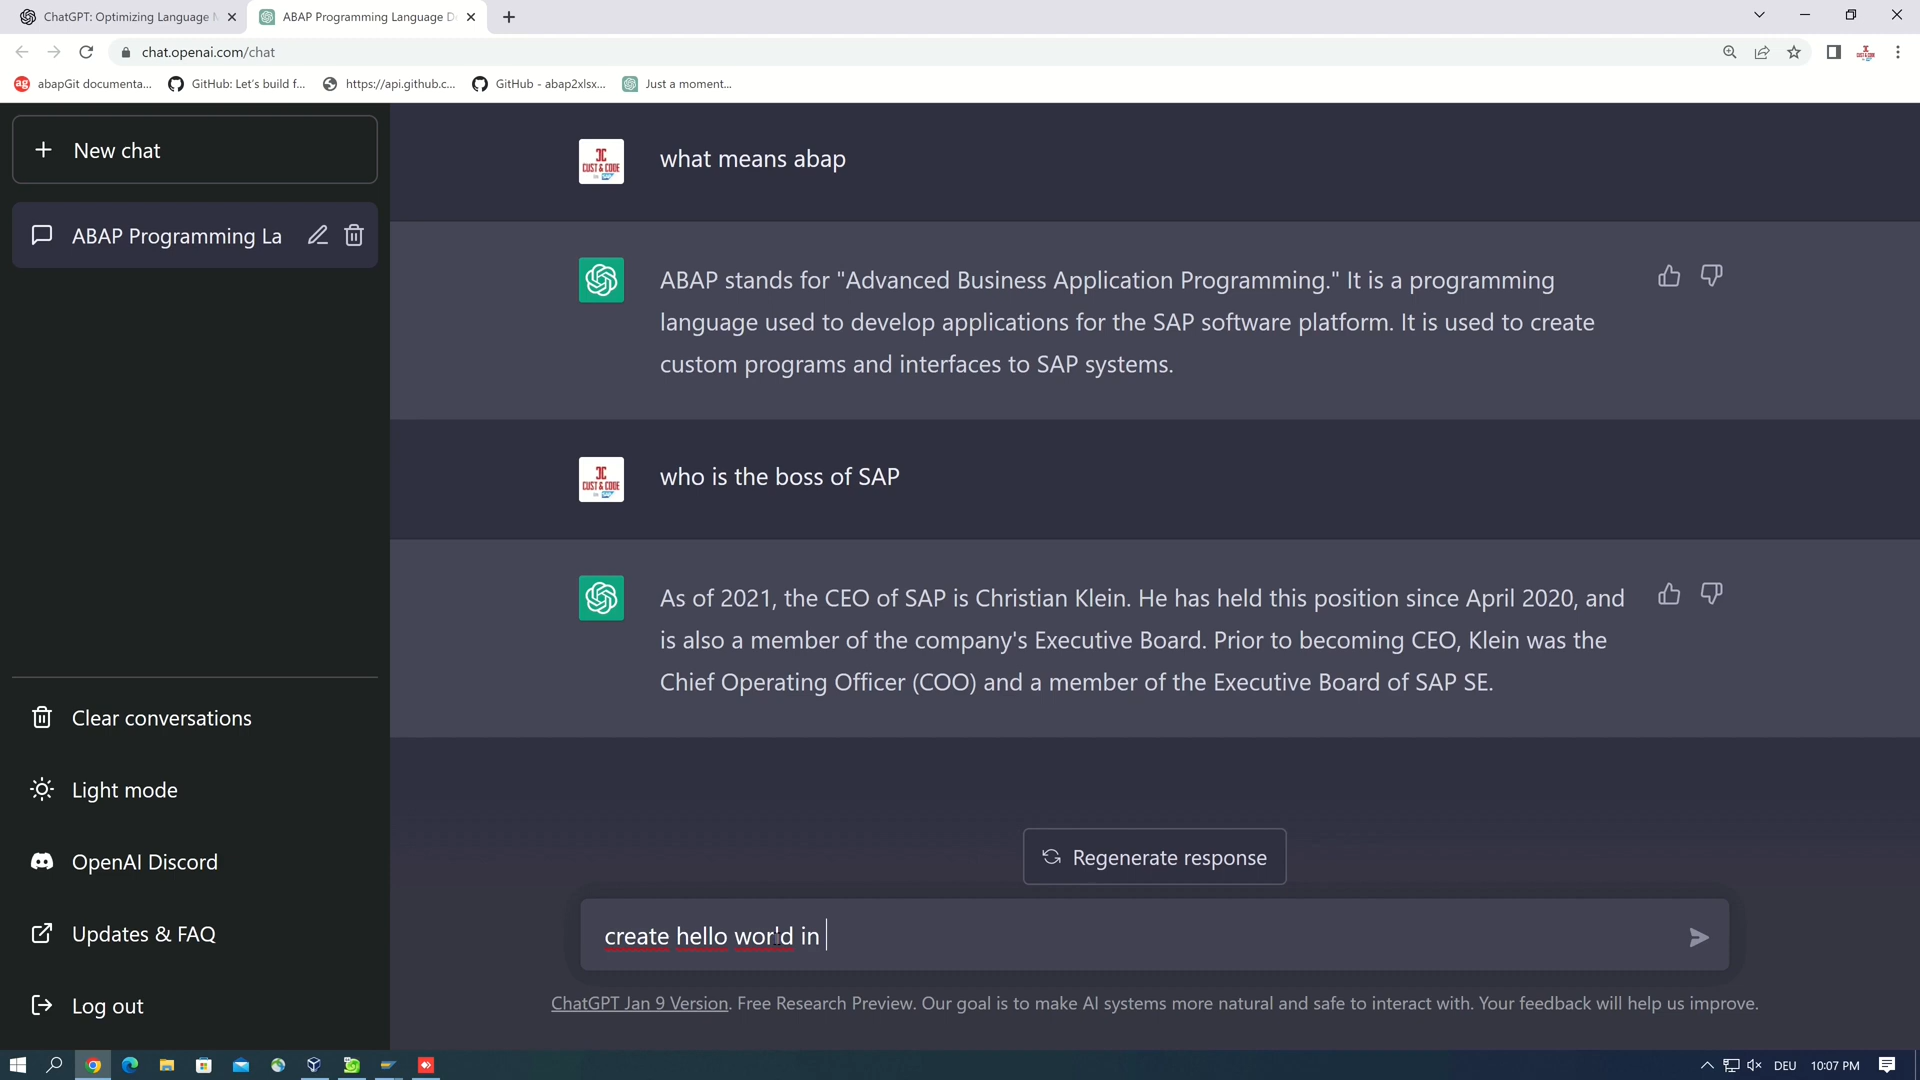 ChatGPT: Optimizing Language
ABAP Programming Language D
chat.openai.com/chat
abapGit documenta...
GitHub: Let's build f...
https://api.github.c...
GitHub - abap2xlsx...
Just a moment...
New chat
ABAP Programming La
Clear conversations
Light mode
OpenAI Discord
Updates & FAQ
Log out
CUST & CODE
what means abap
ABAP stands for "Advanced Business Application Programming." It is a programming
language used to develop applications for the SAP software platform. It is used to create
custom programs and interfaces to SAP systems.
CUST & CODE
who is the boss of SAP
As of 2021, the CEO of SAP is Christian Klein. He has held this position since April 2020, and
is also a member of the company's Executive Board. Prior to becoming CEO, Klein was the
Chief Operating Officer (COO) and a member of the Executive Board of SAP SE.
Regenerate response
create hello world in
ChatGPT Jan 9 Version. Free Research Preview. Our goal is to make AI systems more natural and safe to interact with. Your feedback will help us improve.
DEU
10:07 PM